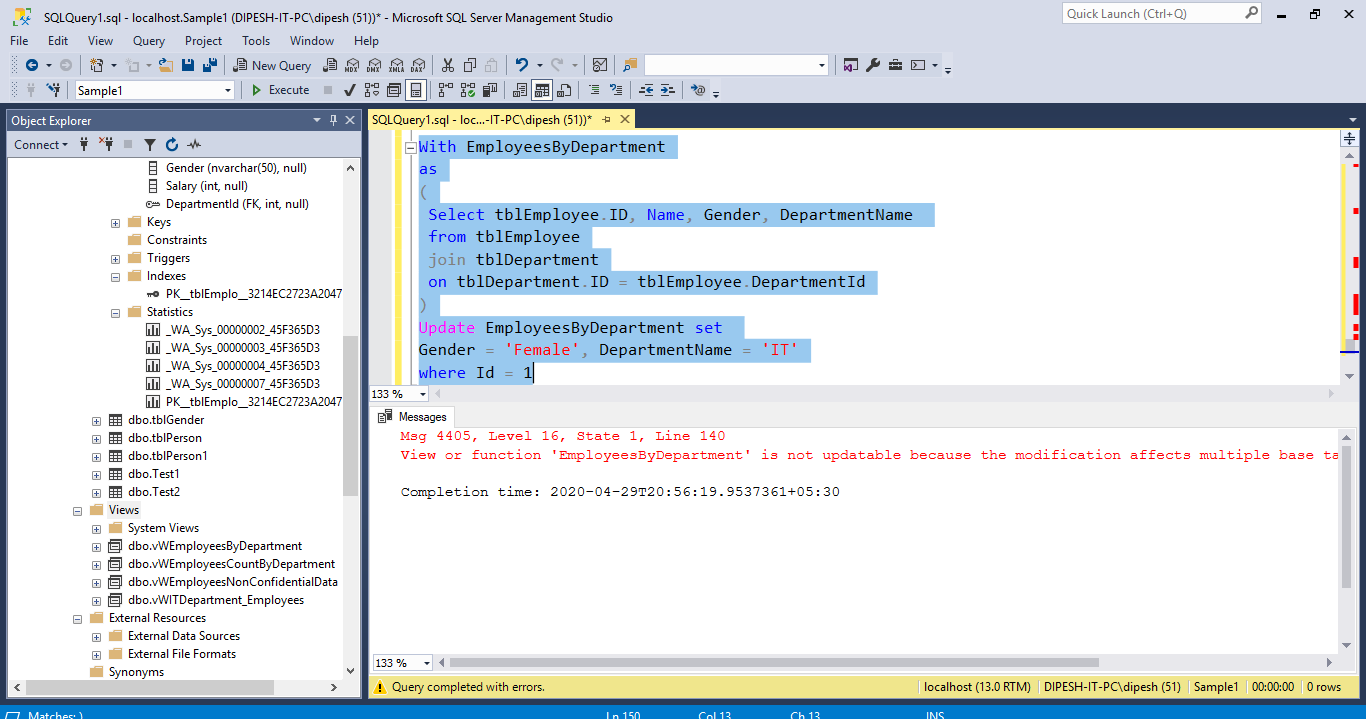 SQLQuery1.sql - localhost.Sample1 (DIPESH-IT-PC\dipesh (51))* - Microsoft SQL Server Management Studio
Quick Launch (Ctrl+Q)
File Edit View Query Project Tools Window Help
New Query MDX DMX XMLA DAX
Sample1 Execute
Object Explorer
Connect
Gender (nvarchar(50), null)
Salary (int, null)
DepartmentId (FK, int, null)
Keys
Constraints
Triggers
Indexes
PK__tblEmplo__3214EC2723A2047
Statistics
_WA_Sys_00000002_45F365D3
_WA_Sys_00000003_45F365D3
_WA_Sys_00000004_45F365D3
_WA_Sys_00000007_45F365D3
PK__tblEmplo__3214EC2723A2047
dbo.tblGender
dbo.tblPerson
dbo.tblPerson1
dbo.Test1
dbo.Test2
Views
System Views
dbo.vWEmployeesByDepartment
dbo.vWEmployeesCountByDepartment
dbo.vWEmployeesNonConfidentialData
dbo.vWITDepartment_Employees
External Resources
External Data Sources
External File Formats
Synonyms
SQLQuery1.sql - loc...-IT-PC\dipesh (51))*
With EmployeesByDepartment
as
(
Select tblEmployee.ID, Name, Gender, DepartmentName
from tblEmployee
join tblDepartment
on tblDepartment.ID = tblEmployee.DepartmentId
)
Update EmployeesByDepartment set
Gender = 'Female', DepartmentName = 'IT'
where Id = 1
133 %
Messages
Msg 4405, Level 16, State 1, Line 140
View or function 'EmployeesByDepartment' is not updatable because the modification affects multiple base ta
Completion time: 2020-04-29T20:56:19.9537361+05:30
133 %
Query completed with errors. localhost (13.0 RTM) DIPESH-IT-PC\dipesh (51) Sample1 00:00:00 0 rows
Matches: ) Ln 150 Col 13 Ch 13 INS